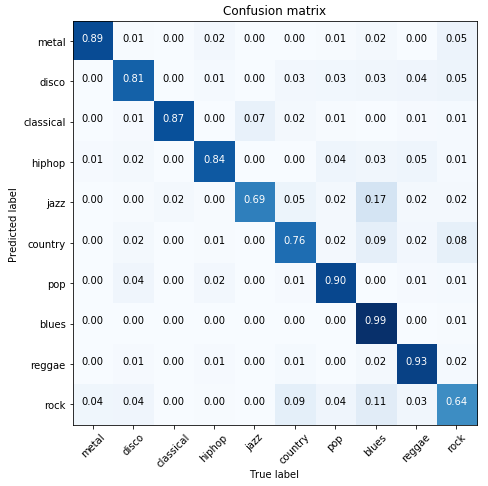 Confusion matrix
metal 0.89 0.01 0.00 0.02 0.00 0.00 0.01 0.02 0.00 0.05
disco 0.00 0.81 0.00 0.01 0.00 0.03 0.03 0.03 0.04 0.05
classical 0.00 0.01 0.87 0.00 0.07 0.02 0.01 0.00 0.01 0.01
hiphop 0.01 0.02 0.00 0.84 0.00 0.00 0.04 0.03 0.05 0.01
jazz 0.00 0.00 0.02 0.00 0.69 0.05 0.02 0.17 0.02 0.02
country 0.00 0.02 0.00 0.01 0.00 0.76 0.02 0.09 0.02 0.08
pop 0.00 0.04 0.00 0.02 0.00 0.01 0.90 0.00 0.01 0.01
blues 0.00 0.00 0.00 0.00 0.00 0.00 0.00 0.99 0.00 0.01
reggae 0.00 0.01 0.00 0.01 0.00 0.01 0.00 0.02 0.93 0.02
rock 0.04 0.04 0.00 0.00 0.00 0.09 0.04 0.11 0.03 0.64
Predicted label
metal disco classical hiphop jazz country pop blues reggae rock
True label